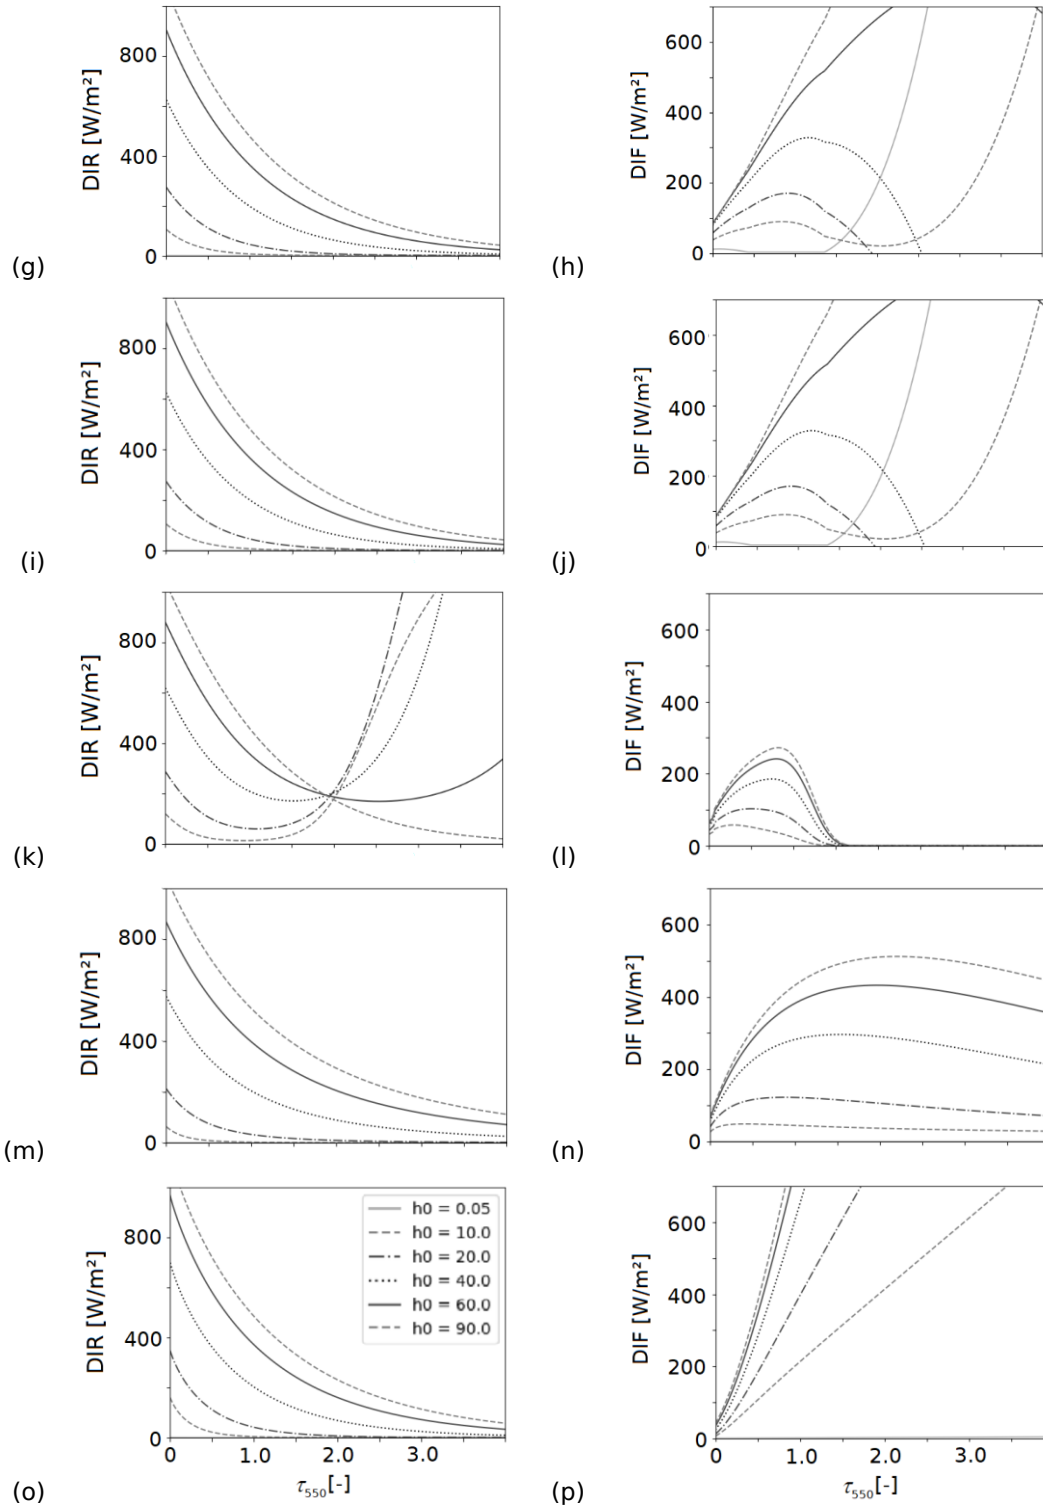 800
400
0
DIR [W/m²]
(g)
600
400
200
0
DIF [W/m²]
(h)
800
400
0
DIR [W/m²]
(i)
600
400
200
0
DIF [W/m²]
(j)
800
400
0
DIR [W/m²]
(k)
600
400
200
0
DIF [W/m²]
(l)
800
400
0
DIR [W/m²]
(m)
600
400
200
0
DIF [W/m²]
(n)
800
400
0
DIR [W/m²]
h0 = 0.05
h0 = 10.0
h0 = 20.0
h0 = 40.0
h0 = 60.0
h0 = 90.0
0 1.0 2.0 3.0
τ550[-]
(o)
600
400
200
0
DIF [W/m²]
0 1.0 2.0 3.0
τ550[-]
(p)